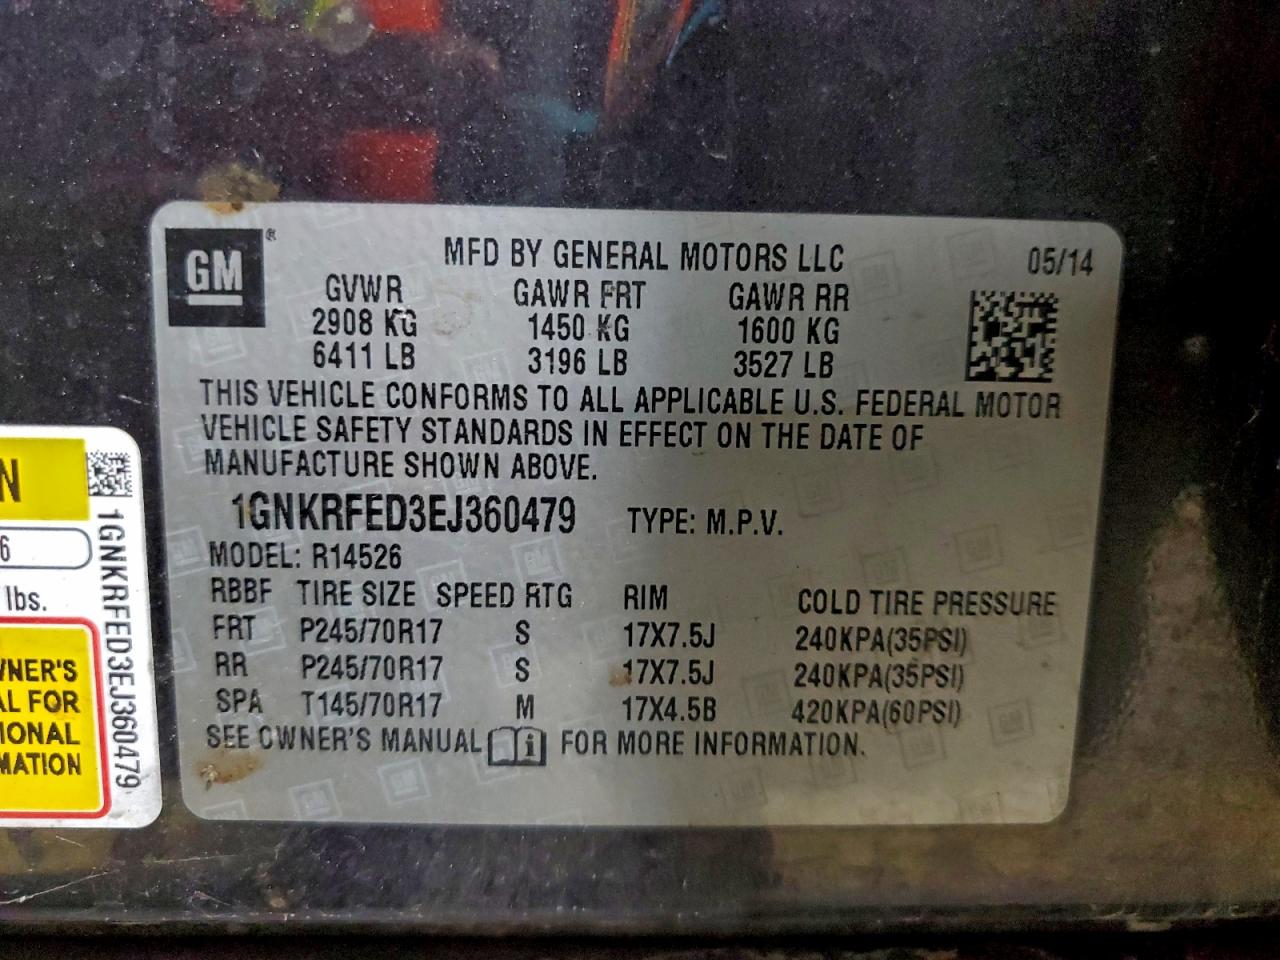 GM®
MFD BY GENERAL MOTORS LLC 05/14
GVWR GAWR FRT GAWR RR
2908 KG 1450 KG 1600 KG
6411 LB 3196 LB 3527 LB
THIS VEHICLE CONFORMS TO ALL APPLICABLE U.S. FEDERAL MOTOR
VEHICLE SAFETY STANDARDS IN EFFECT ON THE DATE OF
MANUFACTURE SHOWN ABOVE.
1GNKRFED3EJ360479 TYPE: M.P.V.
MODEL: R14526
RBBF TIRE SIZE SPEED RTG RIM COLD TIRE PRESSURE
FRT P245/70R17 S 17X7.5J 240KPA(35PSI)
RR P245/70R17 S 17X7.5J 240KPA(35PSI)
SPA T145/70R17 M 17X4.5B 420KPA(60PSI)
SEE OWNER'S MANUAL i FOR MORE INFORMATION.
N
6
lbs.
WNER'S
AL FOR
IONAL
MATION
1GNKRFED3EJ360479